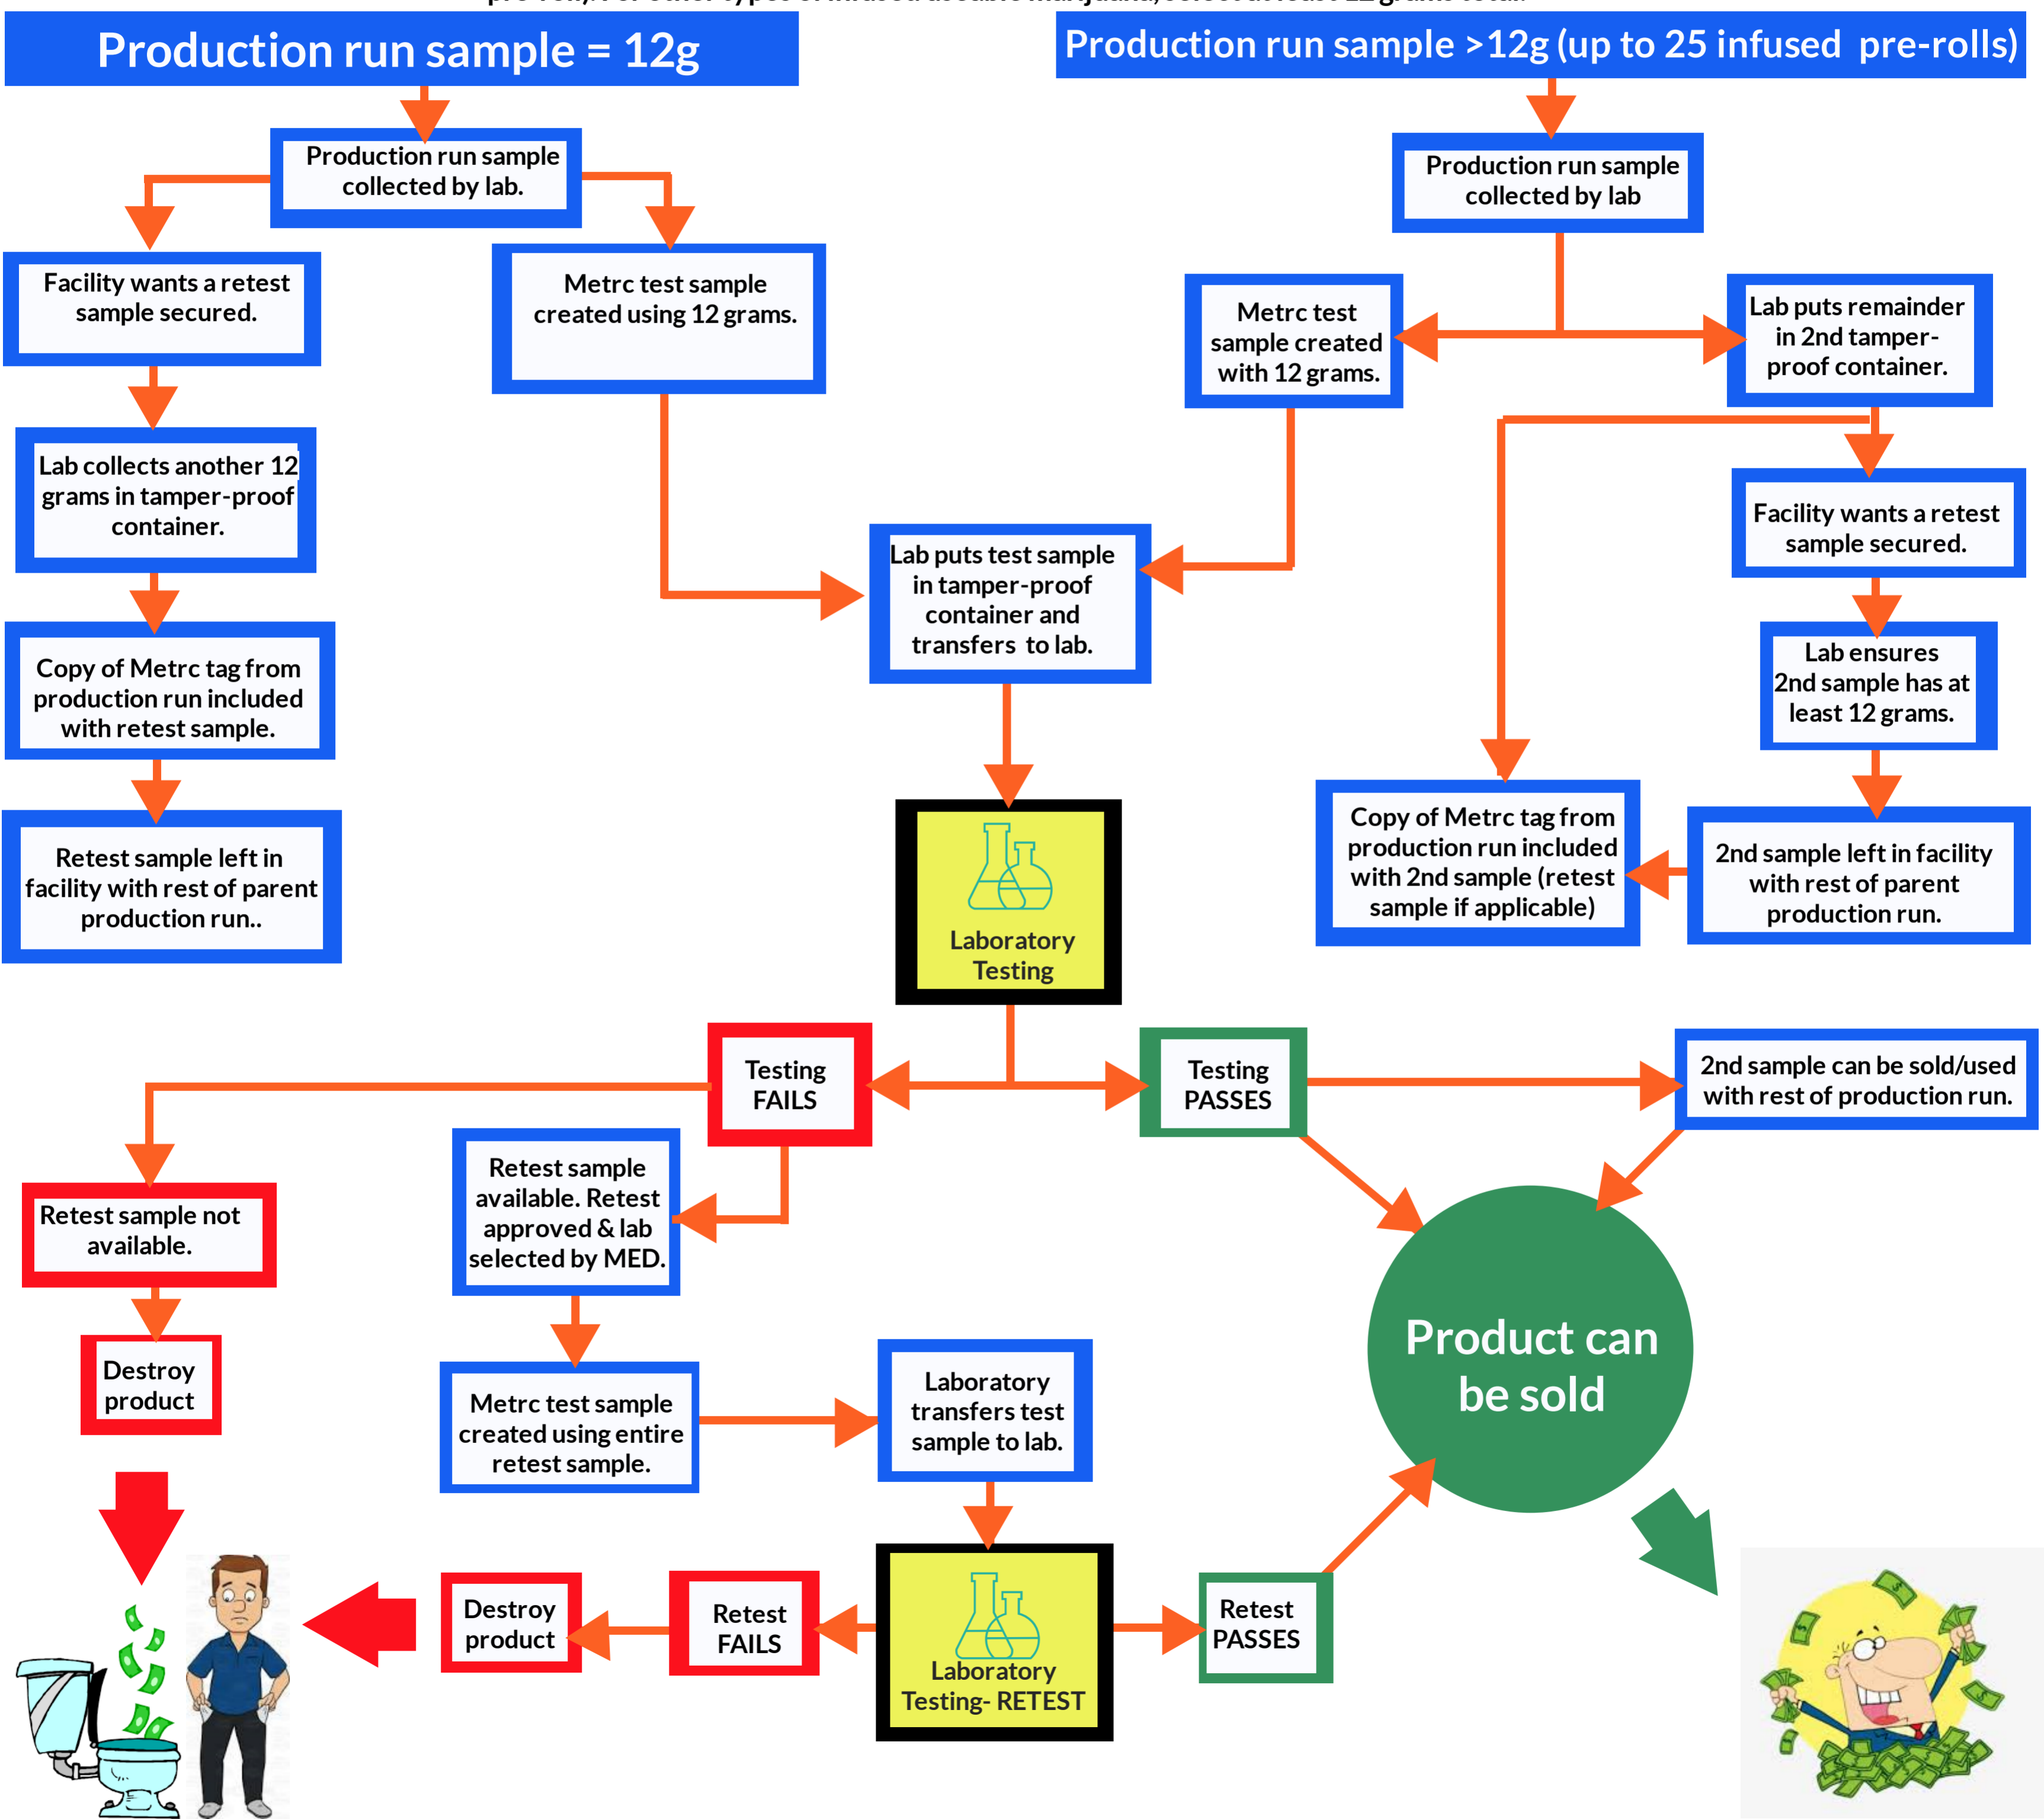 Production run sample = 12g
Production run sample >12g (up to 25 infused pre-rolls)
Production run sample
collected by lab.
Production run sample
collected by lab
Facility wants a retest
sample secured.
Metrc test sample
created using 12 grams.
Metrc test
sample created
with 12 grams.
Lab puts remainder
in 2nd tamper-
proof container.
Lab collects another 12
grams in tamper-proof
container.
Facility wants a retest
sample secured.
Lab puts test sample
in tamper-proof
container and
transfers to lab.
Copy of Metrc tag from
production run included
with retest sample.
Lab ensures
2nd sample has at
least 12 grams.
Retest sample left in
facility with rest of parent
production run..
Copy of Metrc tag from
production run included
with 2nd sample (retest
sample if applicable)
2nd sample left in facility
with rest of parent
production run.
Laboratory
Testing
Testing
FAILS
Testing
PASSES
2nd sample can be sold/used
with rest of production run.
Retest sample not
available.
Retest sample
available. Retest
approved & lab
selected by MED.
Destroy
product
Metrc test sample
created using entire
retest sample.
Laboratory
transfers test
sample to lab.
Product can
be sold
Destroy
product
Retest
FAILS
Laboratory
Testing- RETEST
Retest
PASSES